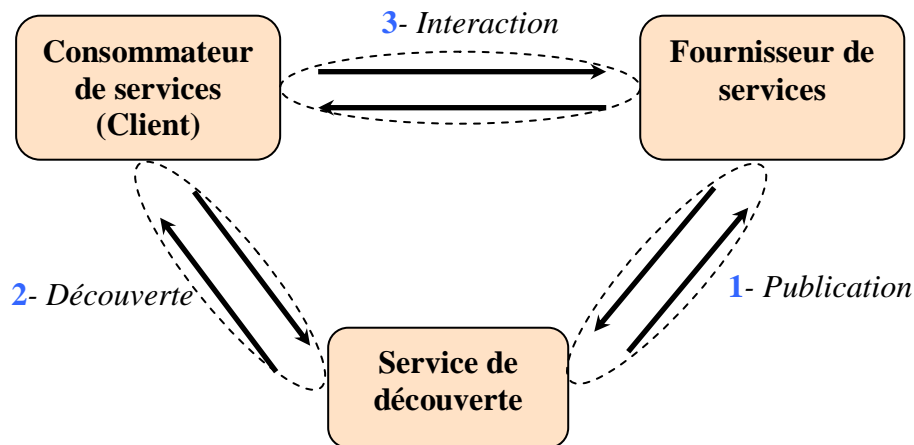 3- Interaction
Consommateur
de services
(Client)
Fournisseur de
services
2- Découverte
1- Publication
Service de
découverte